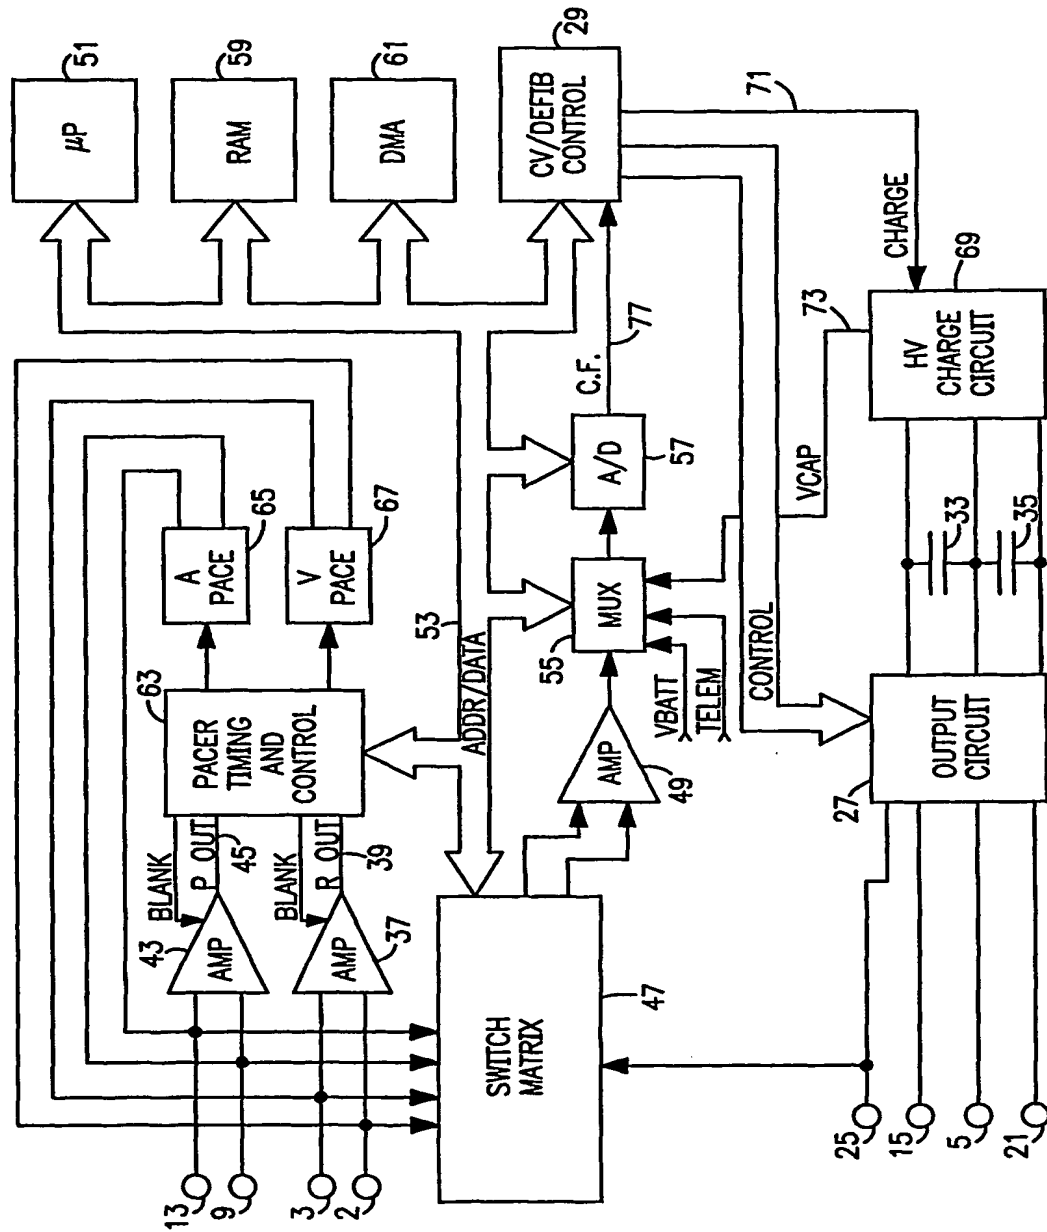 μP
51
RAM
59
DMA
61
CV/DEFIB
CONTROL
29
71
CHARGE
A
PACE
65
V
PACE
67
53
ADDR/DATA
63
PACER
TIMING
AND
CONTROL
BLANK
P OUT
45
BLANK
R OUT
39
43
AMP
AMP
37
C.F.
77
A/D
57
MUX
55
VBATT
TELEM
AMP
49
CONTROL
VCAP
73
HV
CHARGE
CIRCUIT
69
33
35
OUTPUT
CIRCUIT
27
SWITCH
MATRIX
47
13
9
3
2
25
15
5
21